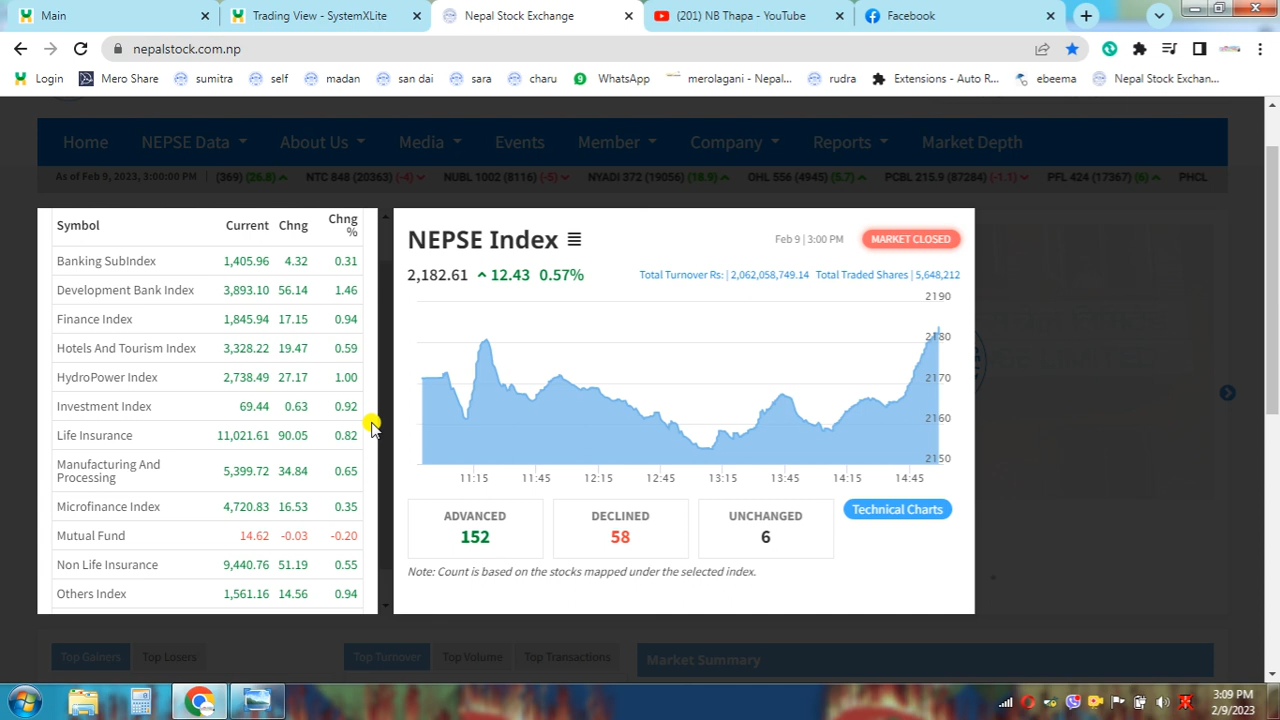 Main
Trading View - SystemXLite
Nepal Stock Exchange
(201) NB Thapa - YouTube
Facebook
nepalstock.com.np
Login Mero Share sumitra self madan san dai sara charu 9 WhatsApp merolagani - Nepal... rudra Extensions - Auto R... ebeema Nepal Stock Exchan...
Home NEPSE Data About Us Media Events Member Company Reports Market Depth
As of Feb 9, 2023, 3:00:00 PM (369) (26.8) NTC 848 (20363) (-4) NUBL 1002 (8116) (-5) NYADI 372 (19056) (18.9) OHL 556 (4945) (5.7) PCBL 215.9 (87284) (-1.1) PFL 424 (17367) (6) PHCL
Symbol Current Chng Chng %
Banking SubIndex 1,405.96 4.32 0.31
Development Bank Index 3,893.10 56.14 1.46
Finance Index 1,845.94 17.15 0.94
Hotels And Tourism Index 3,328.22 19.47 0.59
HydroPower Index 2,738.49 27.17 1.00
Investment Index 69.44 0.63 0.92
Life Insurance 11,021.61 90.05 0.82
Manufacturing And Processing 5,399.72 34.84 0.65
Microfinance Index 4,720.83 16.53 0.35
Mutual Fund 14.62 -0.03 -0.20
Non Life Insurance 9,440.76 51.19 0.55
Others Index 1,561.16 14.56 0.94
NEPSE Index
Feb 9 | 3:00 PM MARKET CLOSED
2,182.61 12.43 0.57%
Total Turnover Rs: | 2,062,058,749.14 Total Traded Shares | 5,648,212
2190
2180
2170
2160
2150
11:15 11:45 12:15 12:45 13:15 13:45 14:15 14:45
ADVANCED
152
DECLINED
58
UNCHANGED
6
Technical Charts
Note: Count is based on the stocks mapped under the selected index.
Top Gainers Top Losers Top Turnover Top Volume Top Transactions Market Summary
3:09 PM
2/9/2023